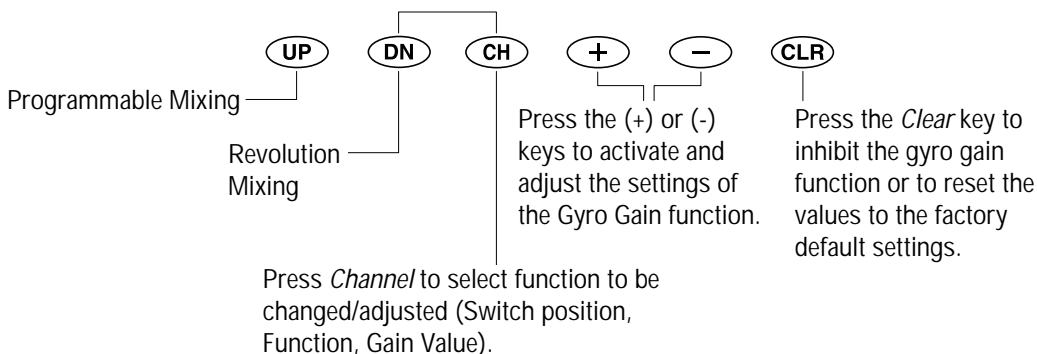 UP DN CH + − CLR
Programmable Mixing
Revolution
Mixing
Press the (+) or (-)
keys to activate and
adjust the settings of
the Gyro Gain function.
Press the Clear key to
inhibit the gyro gain
function or to reset the
values to the factory
default settings.
Press Channel to select function to be
changed/adjusted (Switch position,
Function, Gain Value).